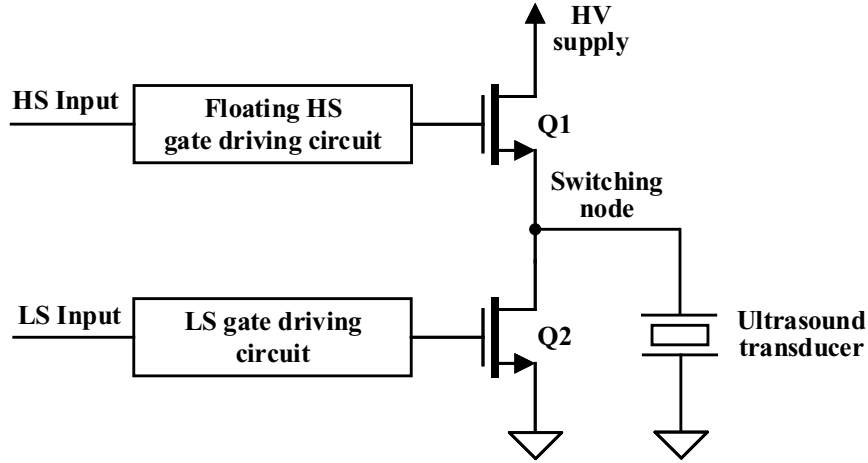 HV
supply
HS Input
Floating HS
gate driving circuit
Q1
Switching
node
LS Input
LS gate driving
circuit
Q2
Ultrasound
transducer